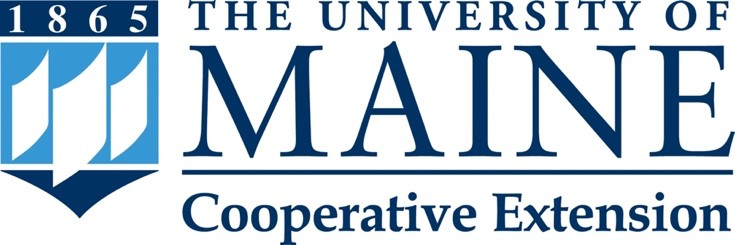 1865
THE UNIVERSITY OF
MAINE
Cooperative Extension